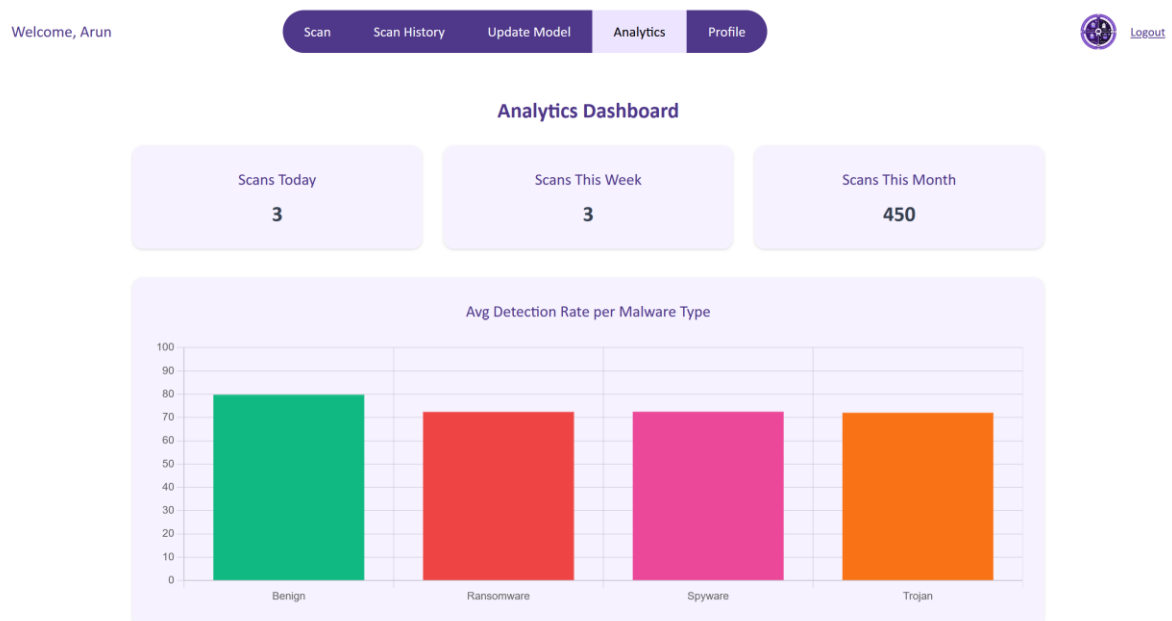 Welcome, Arun
Scan Scan History Update Model Analytics Profile
Logout
Analytics Dashboard
Scans Today
3
Scans This Week
3
Scans This Month
450
Avg Detection Rate per Malware Type
100
90
80
70
60
50
40
30
20
10
0
Benign Ransomware Spyware Trojan